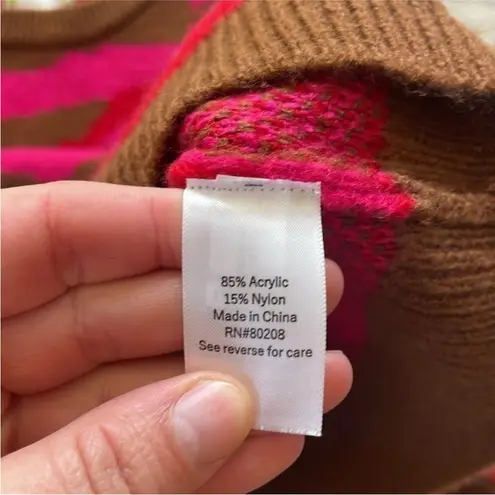 85% Acrylic
15% Nylon
Made in China
RN#80208
See reverse for care